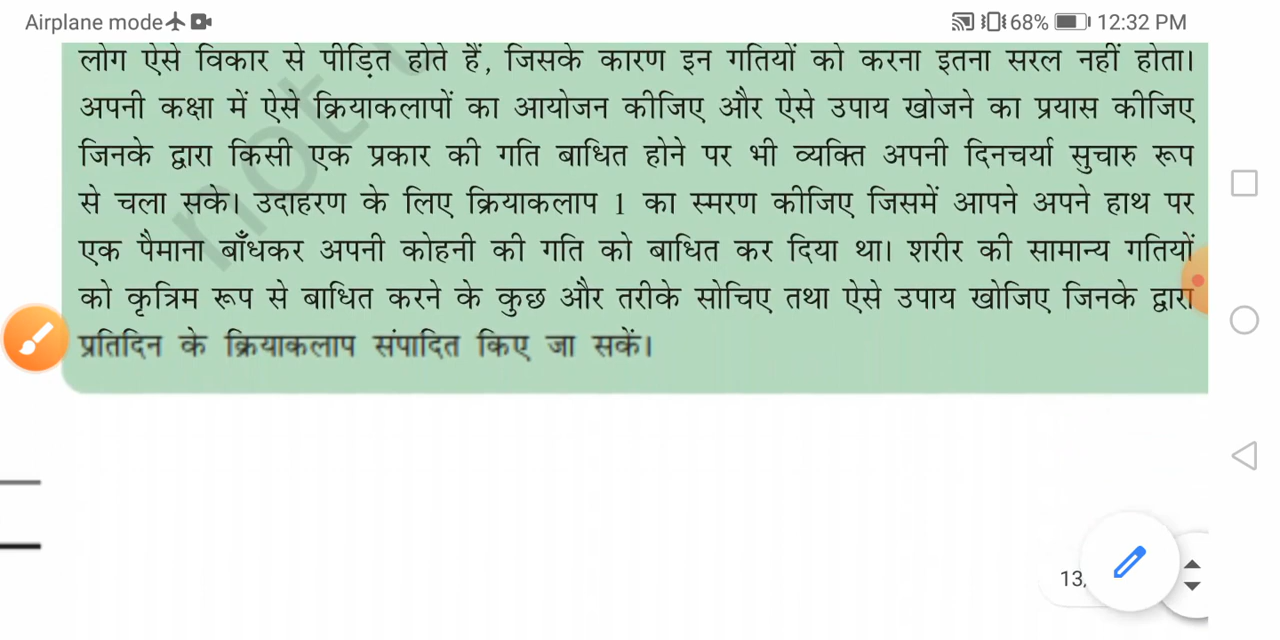 Airplane mode 68% 12:32 PM
लोग ऐसे विकार से पीड़ित होते हैं, जिसके कारण इन गतियों को करना इतना सरल नहीं होता।
अपनी कक्षा में ऐसे क्रियाकलापों का आयोजन कीजिए और ऐसे उपाय खोजने का प्रयास कीजिए
जिनके द्वारा किसी एक प्रकार की गति बाधित होने पर भी व्यक्ति अपनी दिनचर्या सुचारु रूप
से चला सके। उदाहरण के लिए क्रियाकलाप 1 का स्मरण कीजिए जिसमें आपने अपने हाथ पर
एक पैमाना बाँधकर अपनी कोहनी की गति को बाधित कर दिया था। शरीर की सामान्य गतियों
को कृत्रिम रूप से बाधित करने के कुछ और तरीके सोचिए तथा ऐसे उपाय खोजिए जिनके द्वारा
प्रतिदिन के क्रियाकलाप संपादित किए जा सकें।
not
13